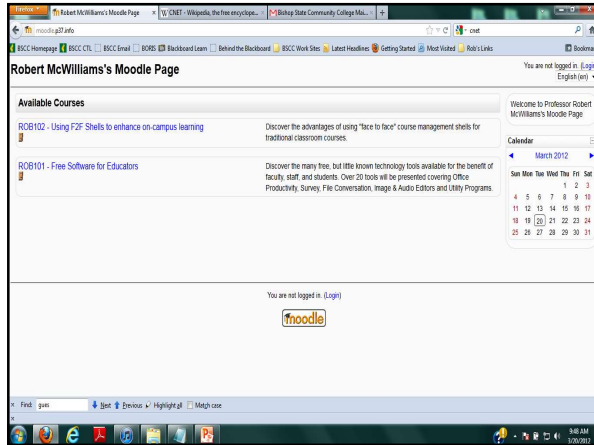 Firefox
Robert McWilliams's Moodle Page
CNET - Wikipedia, the free encyclope...
Bishop State Community College Mai...
moodle.p37.info
cnet
BSCC Homepage
BSCC CTL
BSCC Email
BORIS
Blackboard Learn
Behind the Blackboard
BSCC Work Sites
Latest Headlines
Getting Started
Most Visited
Rob's Links
Robert McWilliams's Moodle Page
You are not logged in. (Login
English (en)
Available Courses
ROB102 - Using F2F Shells to enhance on-campus learning
Discover the advantages of using "face to face" course management shells for
traditional classroom courses.
ROB101 - Free Software for Educators
Discover the many free, but little known technology tools available for the benefit of
faculty, staff, and students. Over 20 tools will be presented covering Office
Productivity, Survey, File Conversation, Image & Audio Editors and Utility Programs.
Welcome to Professor Robert
McWilliams's Moodle Page
Calendar
March 2012
Sun Mon Tue Wed Thu Fri Sat
1 2 3
4 5 6 7 8 9 10
11 12 13 14 15 16 17
18 19 20 21 22 23 24
25 26 27 28 29 30 31
You are not logged in. (Login)
moodle
Find: gues
Next
Previous
Highlight all
Match case
9:48 AM
3/20/2012